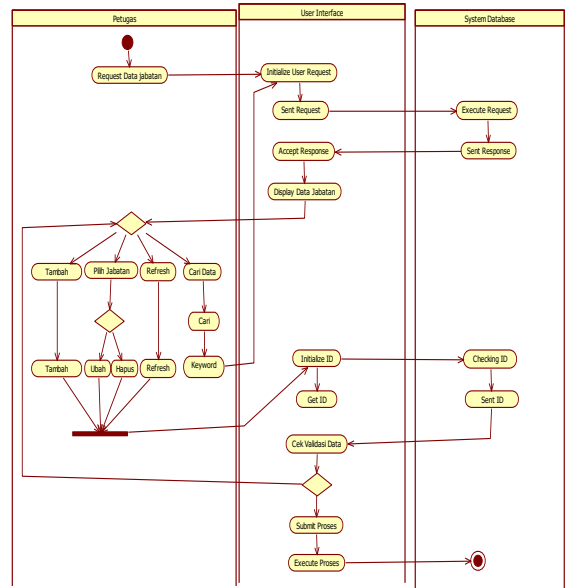 Petugas
User Interface
System Database
Request Data jabatan
Initialize User Request
Sent Request
Execute Request
Accept Response
Sent Response
Display Data Jabatan
Tambah
Pilih Jabatan
Refresh
Cari Data
Cari
Tambah
Ubah
Hapus
Refresh
Keyword
Initialize ID
Checking ID
Get ID
Sent ID
Cek Validasi Data
Submit Proses
Execute Proses